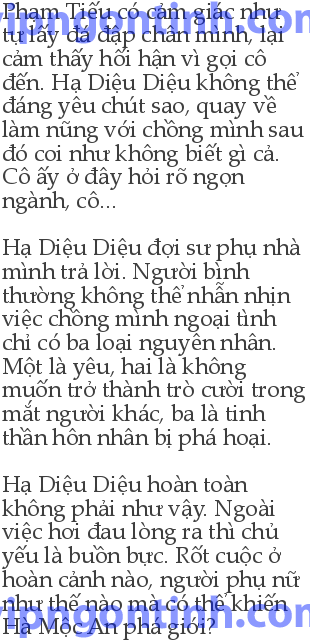 Phạm Tiếu có cảm giác như
tự lấy đá đập chân mình, lại
cảm thấy hối hận vì gọi cô
đến. Hạ Diệu Diệu không thể
đáng yêu chút sao, quay về
làm nũng với chồng mình sau
đó coi như không biết gì cả.
Cô ấy ở đây hỏi rõ ngọn
ngành, cô...
Hạ Diệu Diệu đợi sư phụ nhà
mình trả lời. Người bình
thường không thể nhẫn nhịn
việc chồng mình ngoại tình
chỉ có ba loại nguyên nhân.
Một là yêu, hai là không
muốn trở thành trò cười trong
mắt người khác, ba là tinh
thần hôn nhân bị phá hoại.
Hạ Diệu Diệu hoàn toàn
không phải như vậy. Ngoài
việc hơi đau lòng ra thì chủ
yếu là buồn bực. Rốt cuộc ở
hoàn cảnh nào, người phụ nữ
như thế nào mà có thể khiến
Hà Mộc An phá giới?
vipngontinh.com